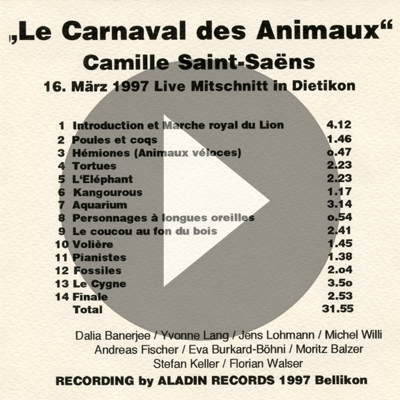 „Le Carnaval des Animaux“
Camille Saint-Saëns
16. März 1997 Live Mitschnitt in Dietikon
1 Introduction et Marche royal du Lion 4.12
2 Poules et coqs 1.46
3 Hémiones (Animaux véloces) o.47
4 Tortues 2.23
5 L‘Eléphant 2.23
6 Kangourous 1.17
7 Aquarium 3.14
8 Personnages à longues oreilles o.54
9 Le coucou au fon du bois 2.41
10 Volière 1.45
11 Pianistes 1.38
12 Fossiles 2.o4
13 Le Cygne 3.5o
14 Finale 2.53
Total 31.55
Dalia Banerjee / Yvonne Lang / Jens Lohmann / Michel Willi
Andreas Fischer / Eva Burkard-Böhni / Moritz Balzer
Stefan Keller / Florian Walser
RECORDING by ALADIN RECORDS 1997 Bellikon